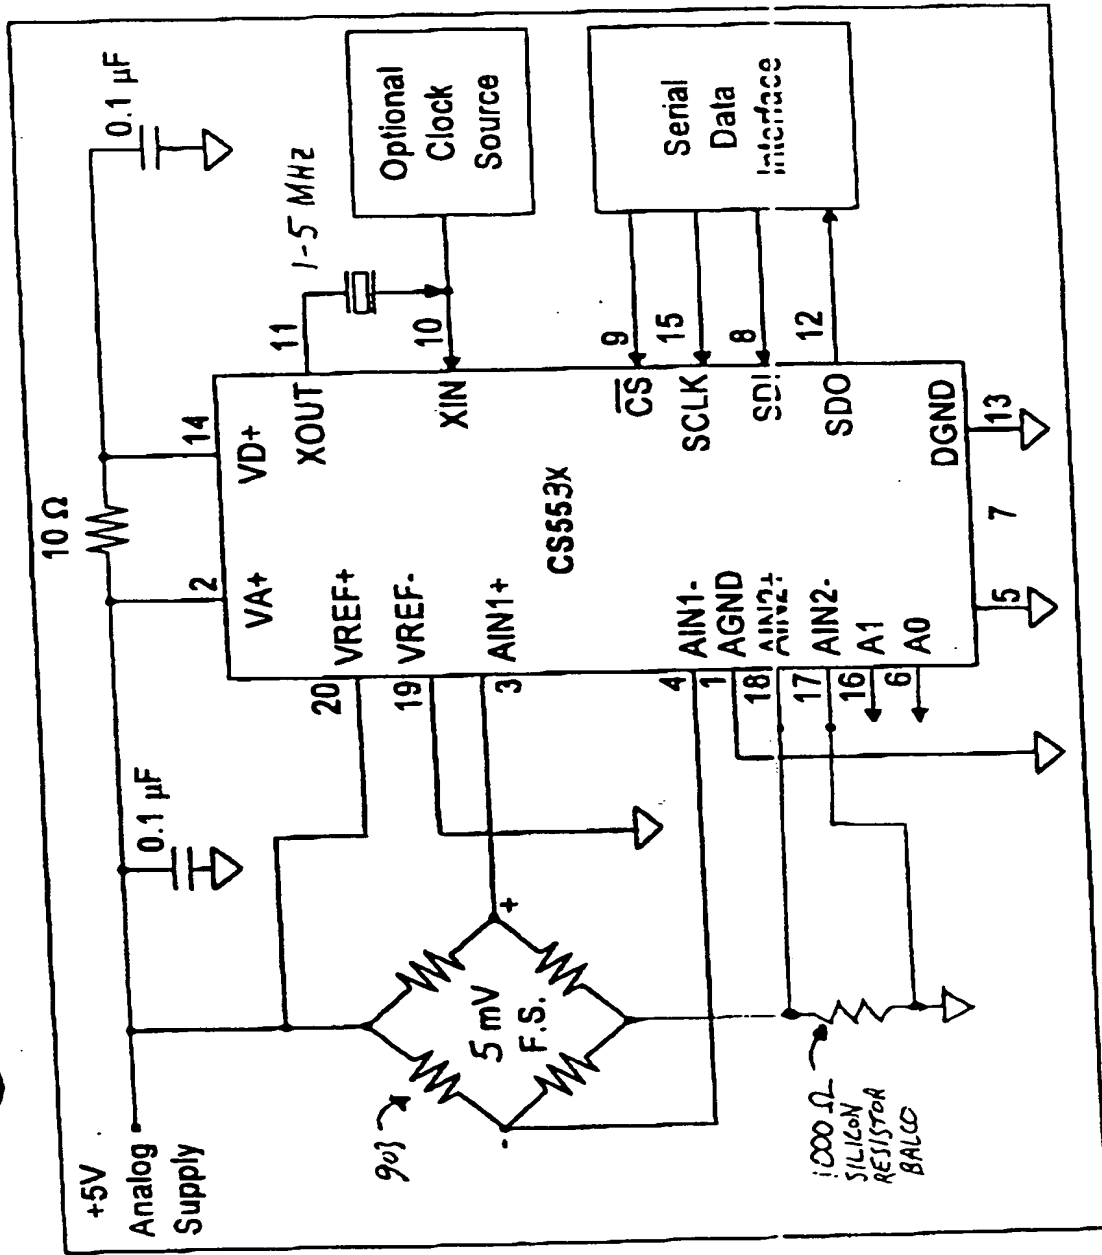 +5V
Analog
Supply
0.1 µF
10 Ω
0.1 µF
2
14
VA+
VD+
20
VREF+
19
VREF-
3
AIN1+
XOUT
11
1-5 MHz
XIN
10
Optional
Clock
Source
CS553X
5 mV
F.S.
903
4
AIN1-
1
AGND
18
AIN2+
17
AIN2-
16
A1
6
A0
CS
9
SCLK
15
SDI
8
SDO
12
Serial
Data
Interface
DGND
5
7
13
1000 Ω
SILICON
RESISTOR
BALCO